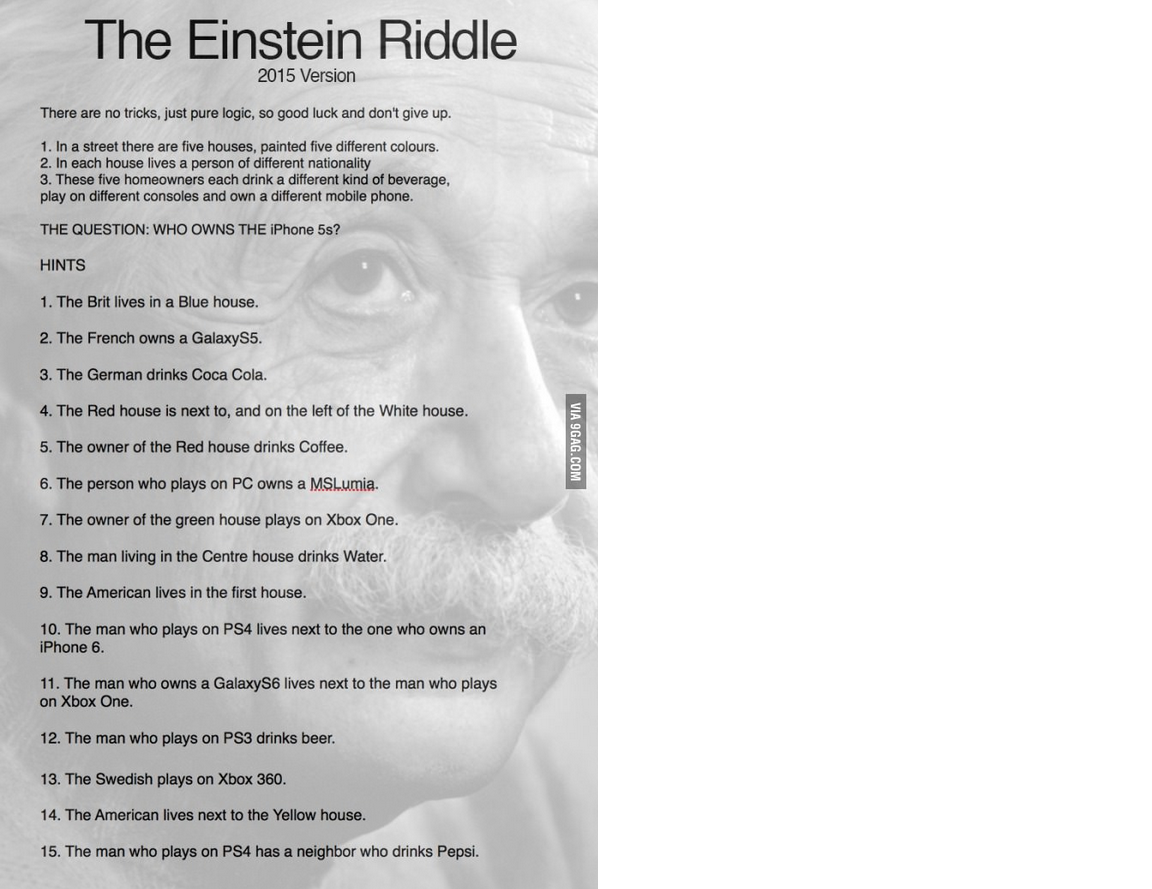 The Einstein Riddle
2015 Version
There are no tricks, just pure logic, so good luck and don't give up.
1. In a street there are five houses, painted five different colours.
2. In each house lives a person of different nationality
3. These five homeowners each drink a different kind of beverage,
play on different consoles and own a different mobile phone.
THE QUESTION: WHO OWNS THE iPhone 5s?
HINTS
1. The Brit lives in a Blue house.
2. The French owns a GalaxyS5.
3. The German drinks Coca Cola.
4. The Red house is next to, and on the left of the White house.
5. The owner of the Red house drinks Coffee.
6. The person who plays on PC owns a MSLumia.
7. The owner of the green house plays on Xbox One.
8. The man living in the Centre house drinks Water.
9. The American lives in the first house.
10. The man who plays on PS4 lives next to the one who owns an
iPhone 6.
11. The man who owns a GalaxyS6 lives next to the man who plays
on Xbox One.
12. The man who plays on PS3 drinks beer.
13. The Swedish plays on Xbox 360.
14. The American lives next to the Yellow house.
15. The man who plays on PS4 has a neighbor who drinks Pepsi.
VIA 9GAG.COM